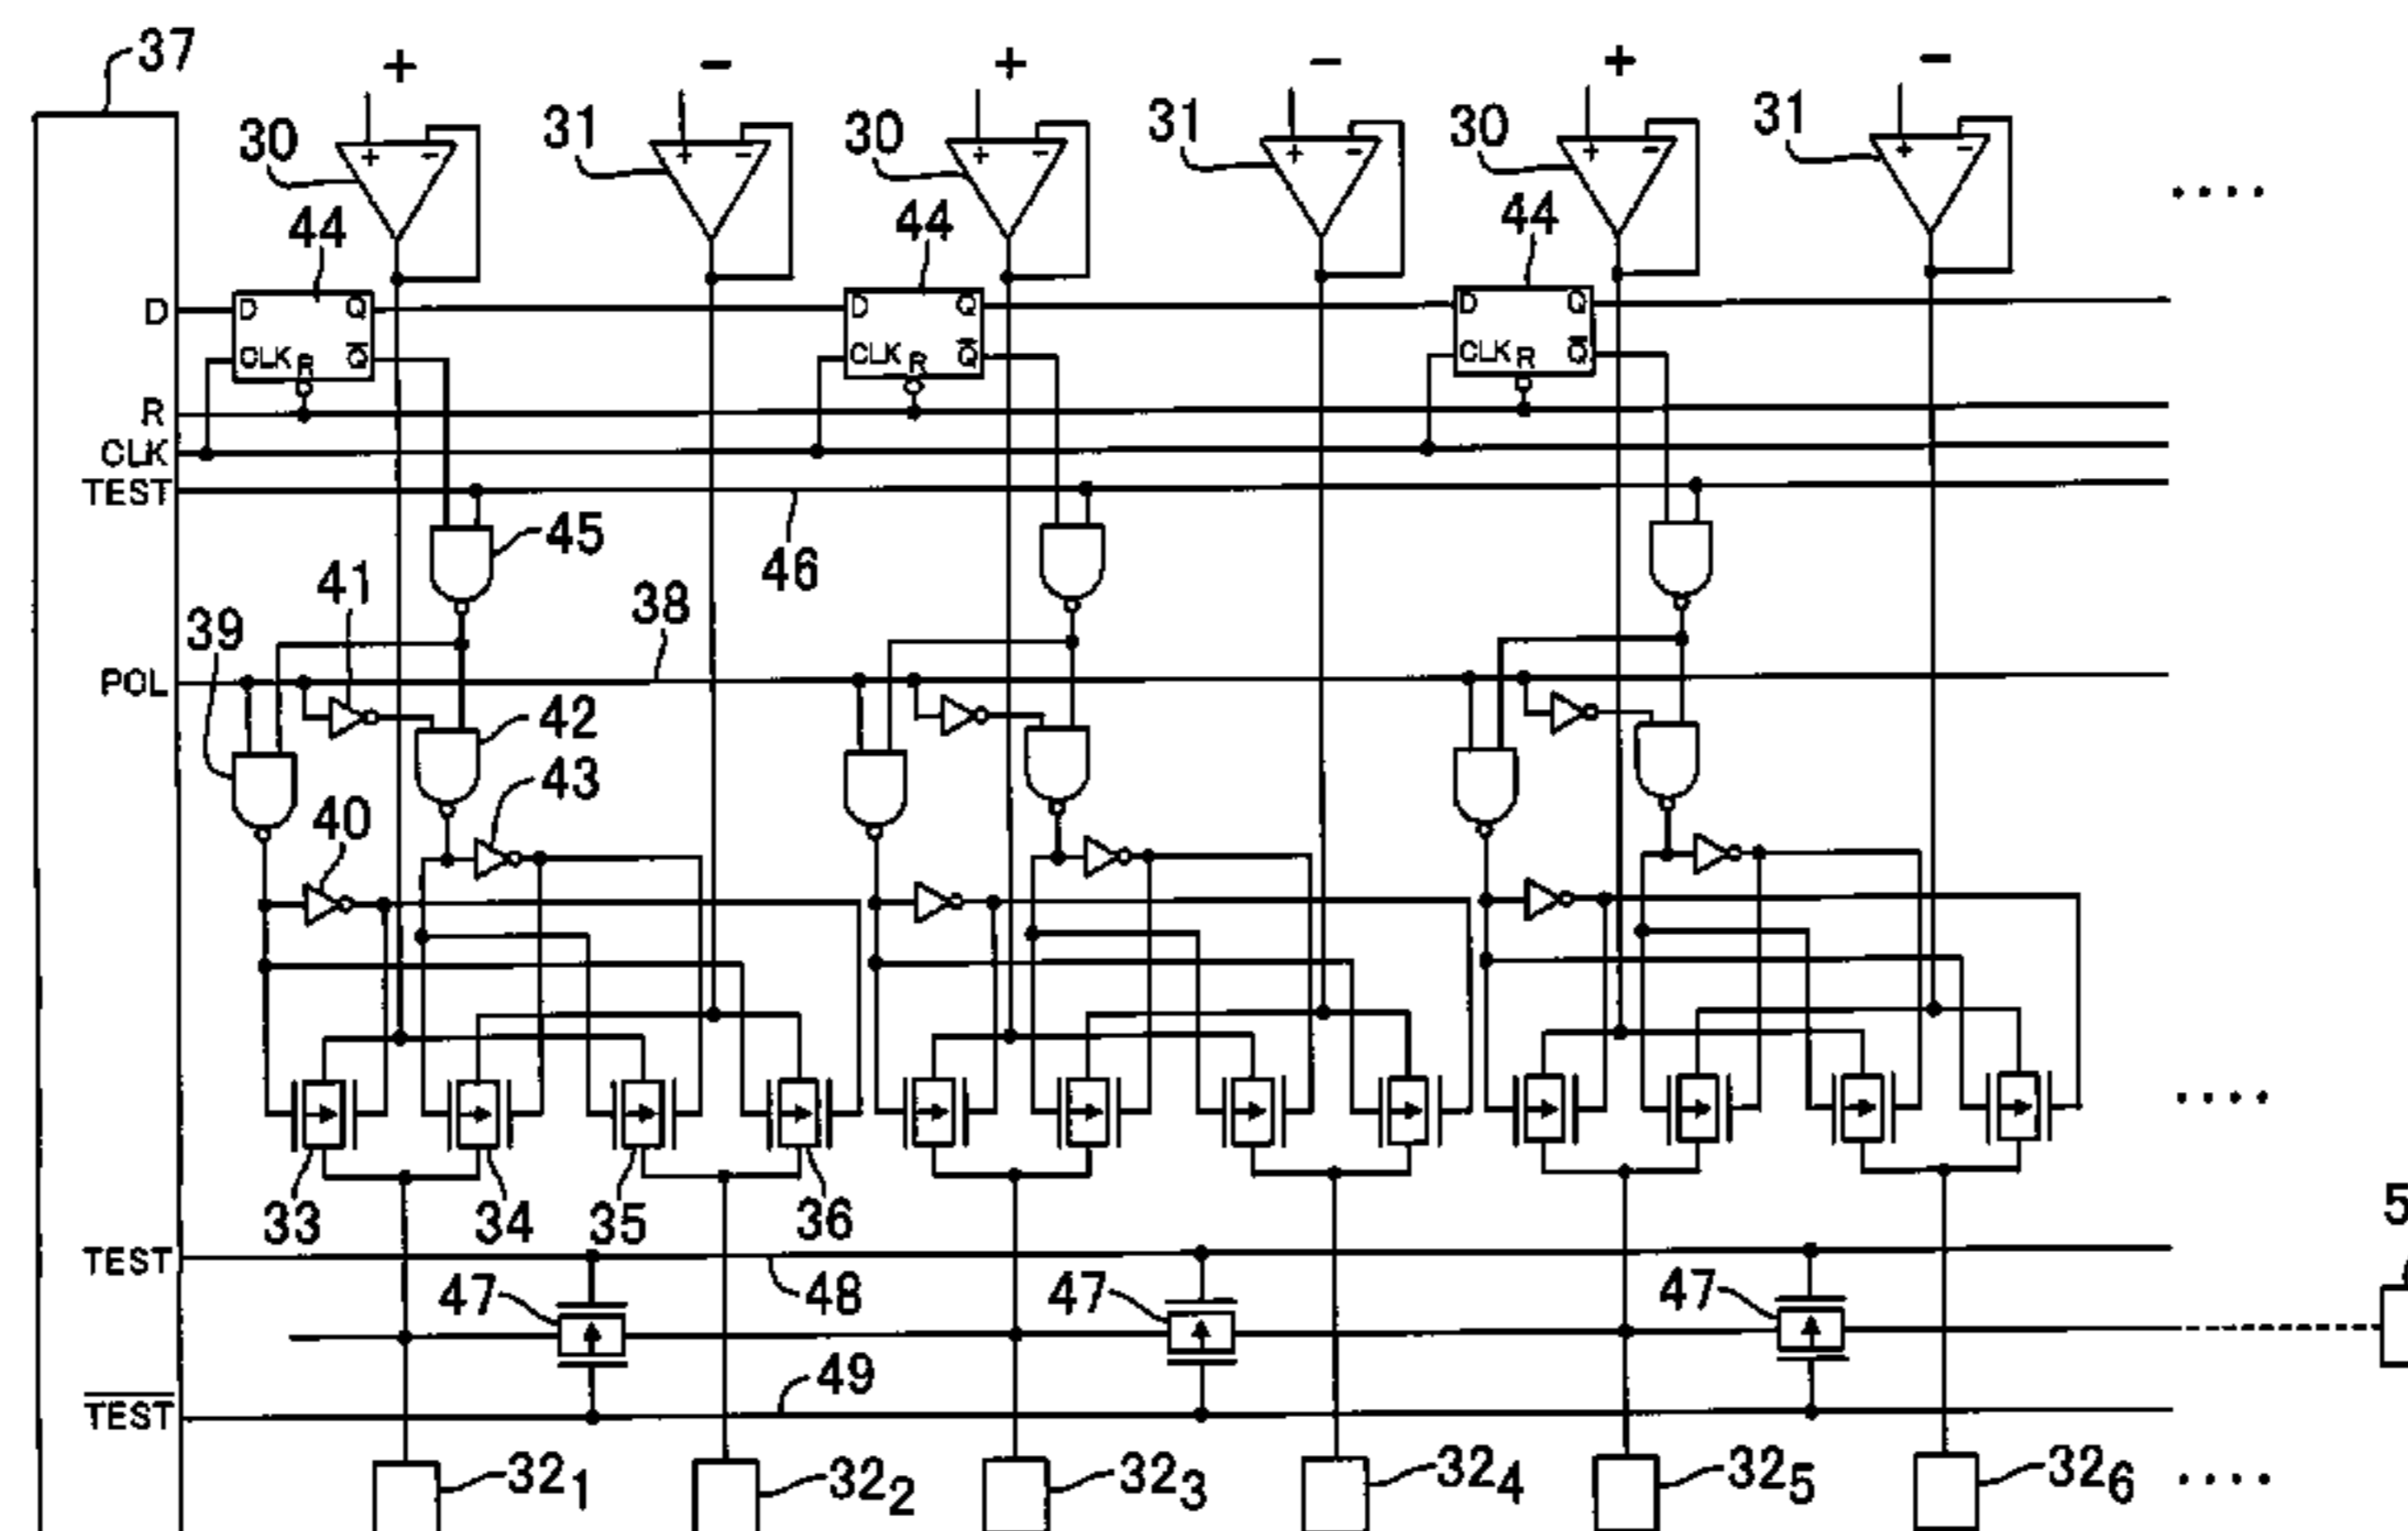 37
+ − + − + −
30 31 30 31 30 31
+ − + − + − + − + − + −
44 44 44
D D Q D Q D Q
CLK R Q̅ CLK R Q̅ CLK R Q̅
R
CLK
TEST
45
46
41
38
39
POL
42
43
40
33 34 35 36
TEST
47 48 47 47
49
T̅E̅S̅T̅
32₁ 32₂ 32₃ 32₄ 32₅ 32₆
5